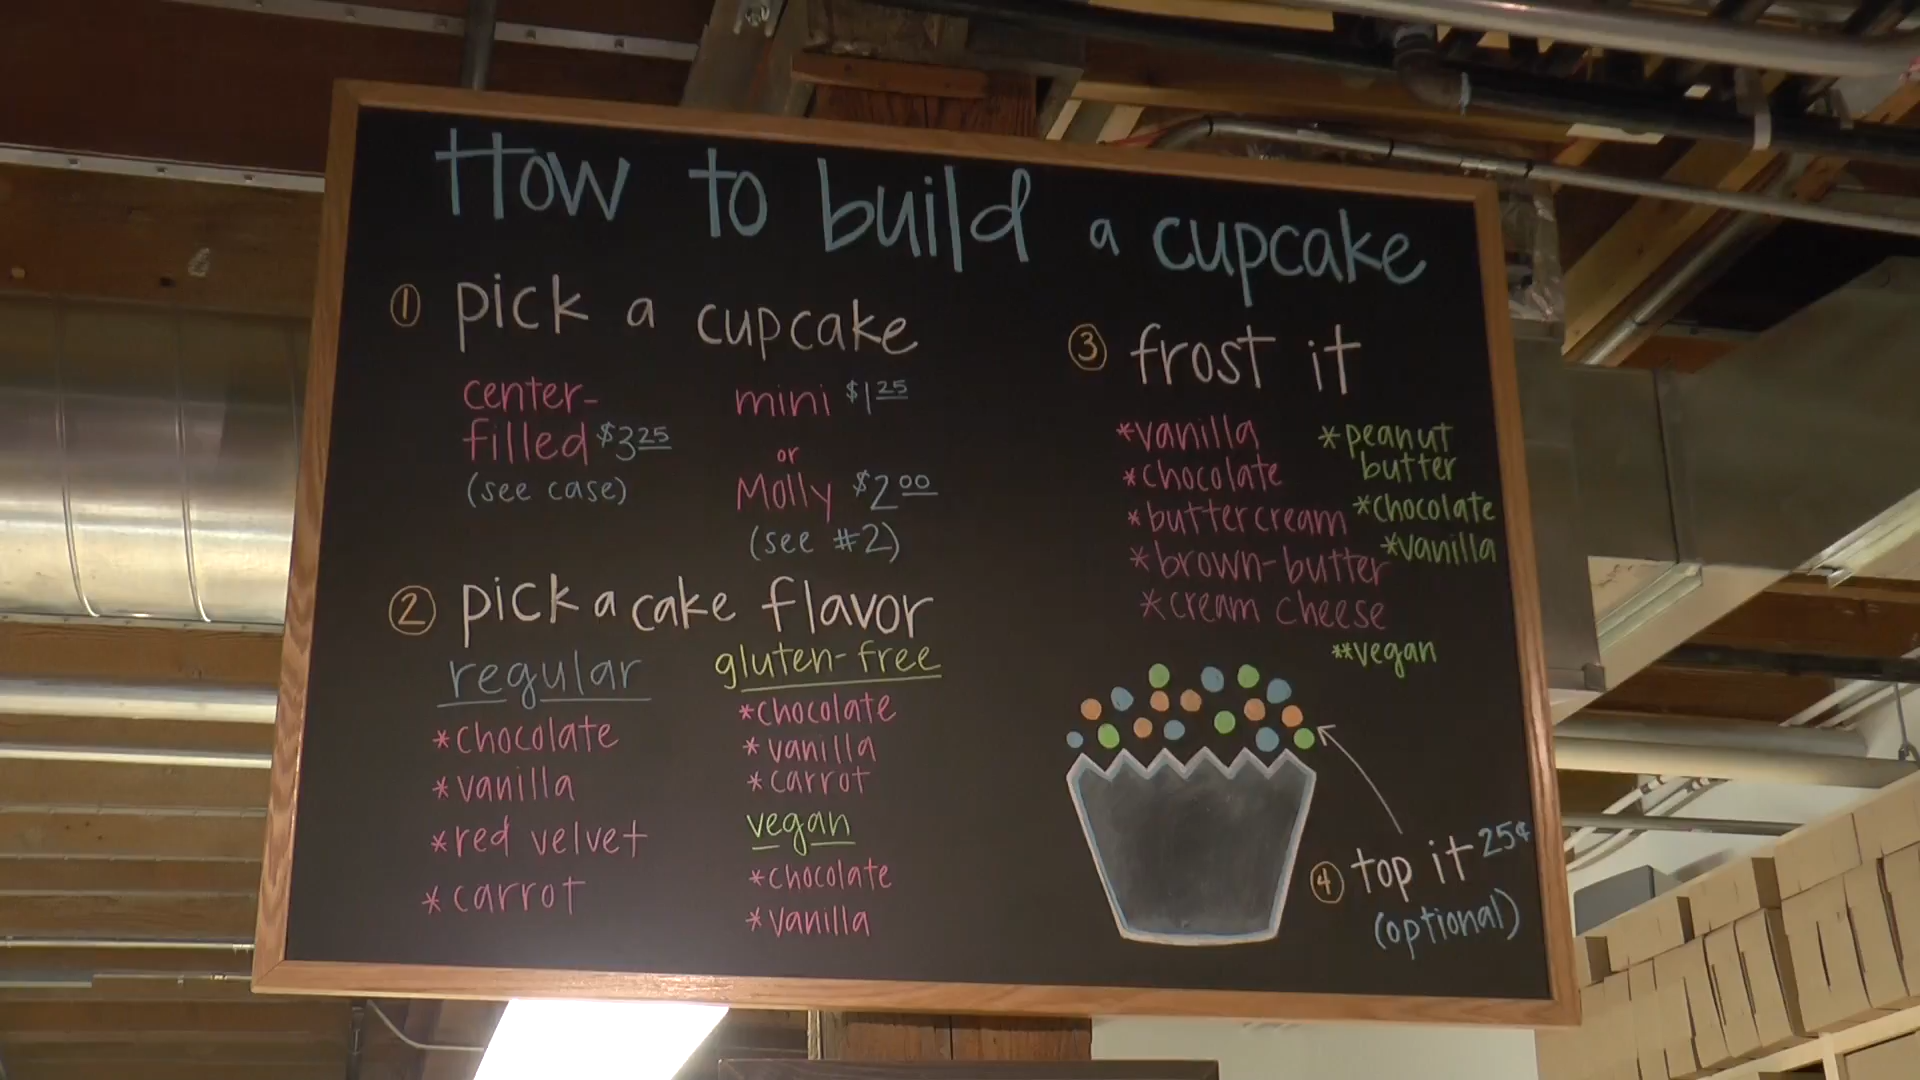 How to build a cupcake
① pick a cupcake
center-
filled $3.25
(see case)
mini $1.25
or
Molly $2.00
(see #2)
② pick a cake flavor
regular
*chocolate
*vanilla
*red velvet
*carrot
gluten-free
*chocolate
*vanilla
*carrot
vegan
*chocolate
*vanilla
③ frost it
*vanilla
*chocolate
*buttercream
*brown-butter
*cream cheese
*peanut
butter
*chocolate
*vanilla
**vegan
④ top it 25¢
(optional)